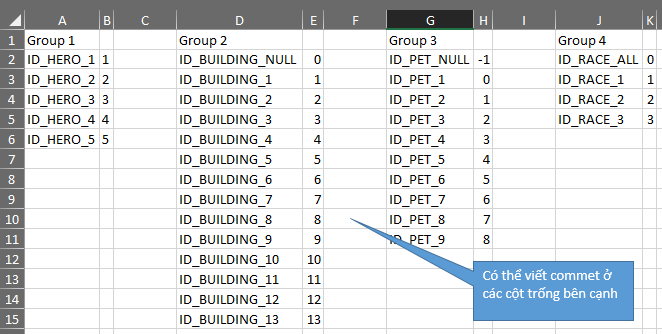 A B C D E F G H I J K
1 Group 1 Group 2 Group 3 Group 4
2 ID_HERO_1 1 ID_BUILDING_NULL 0 ID_PET_NULL -1 ID_RACE_ALL 0
3 ID_HERO_2 2 ID_BUILDING_1 1 ID_PET_1 0 ID_RACE_1 1
4 ID_HERO_3 3 ID_BUILDING_2 2 ID_PET_2 1 ID_RACE_2 2
5 ID_HERO_4 4 ID_BUILDING_3 3 ID_PET_3 2 ID_RACE_3 3
6 ID_HERO_5 5 ID_BUILDING_4 4 ID_PET_4 3
7 ID_BUILDING_5 5 ID_PET_5 4
8 ID_BUILDING_6 6 ID_PET_6 5
9 ID_BUILDING_7 7 ID_PET_7 6
10 ID_BUILDING_8 8 ID_PET_8 7
11 ID_BUILDING_9 9 ID_PET_9 8
12 ID_BUILDING_10 10
13 ID_BUILDING_11 11
14 ID_BUILDING_12 12
15 ID_BUILDING_13 13
Có thể viết commet ở
các cột trống bên cạnh